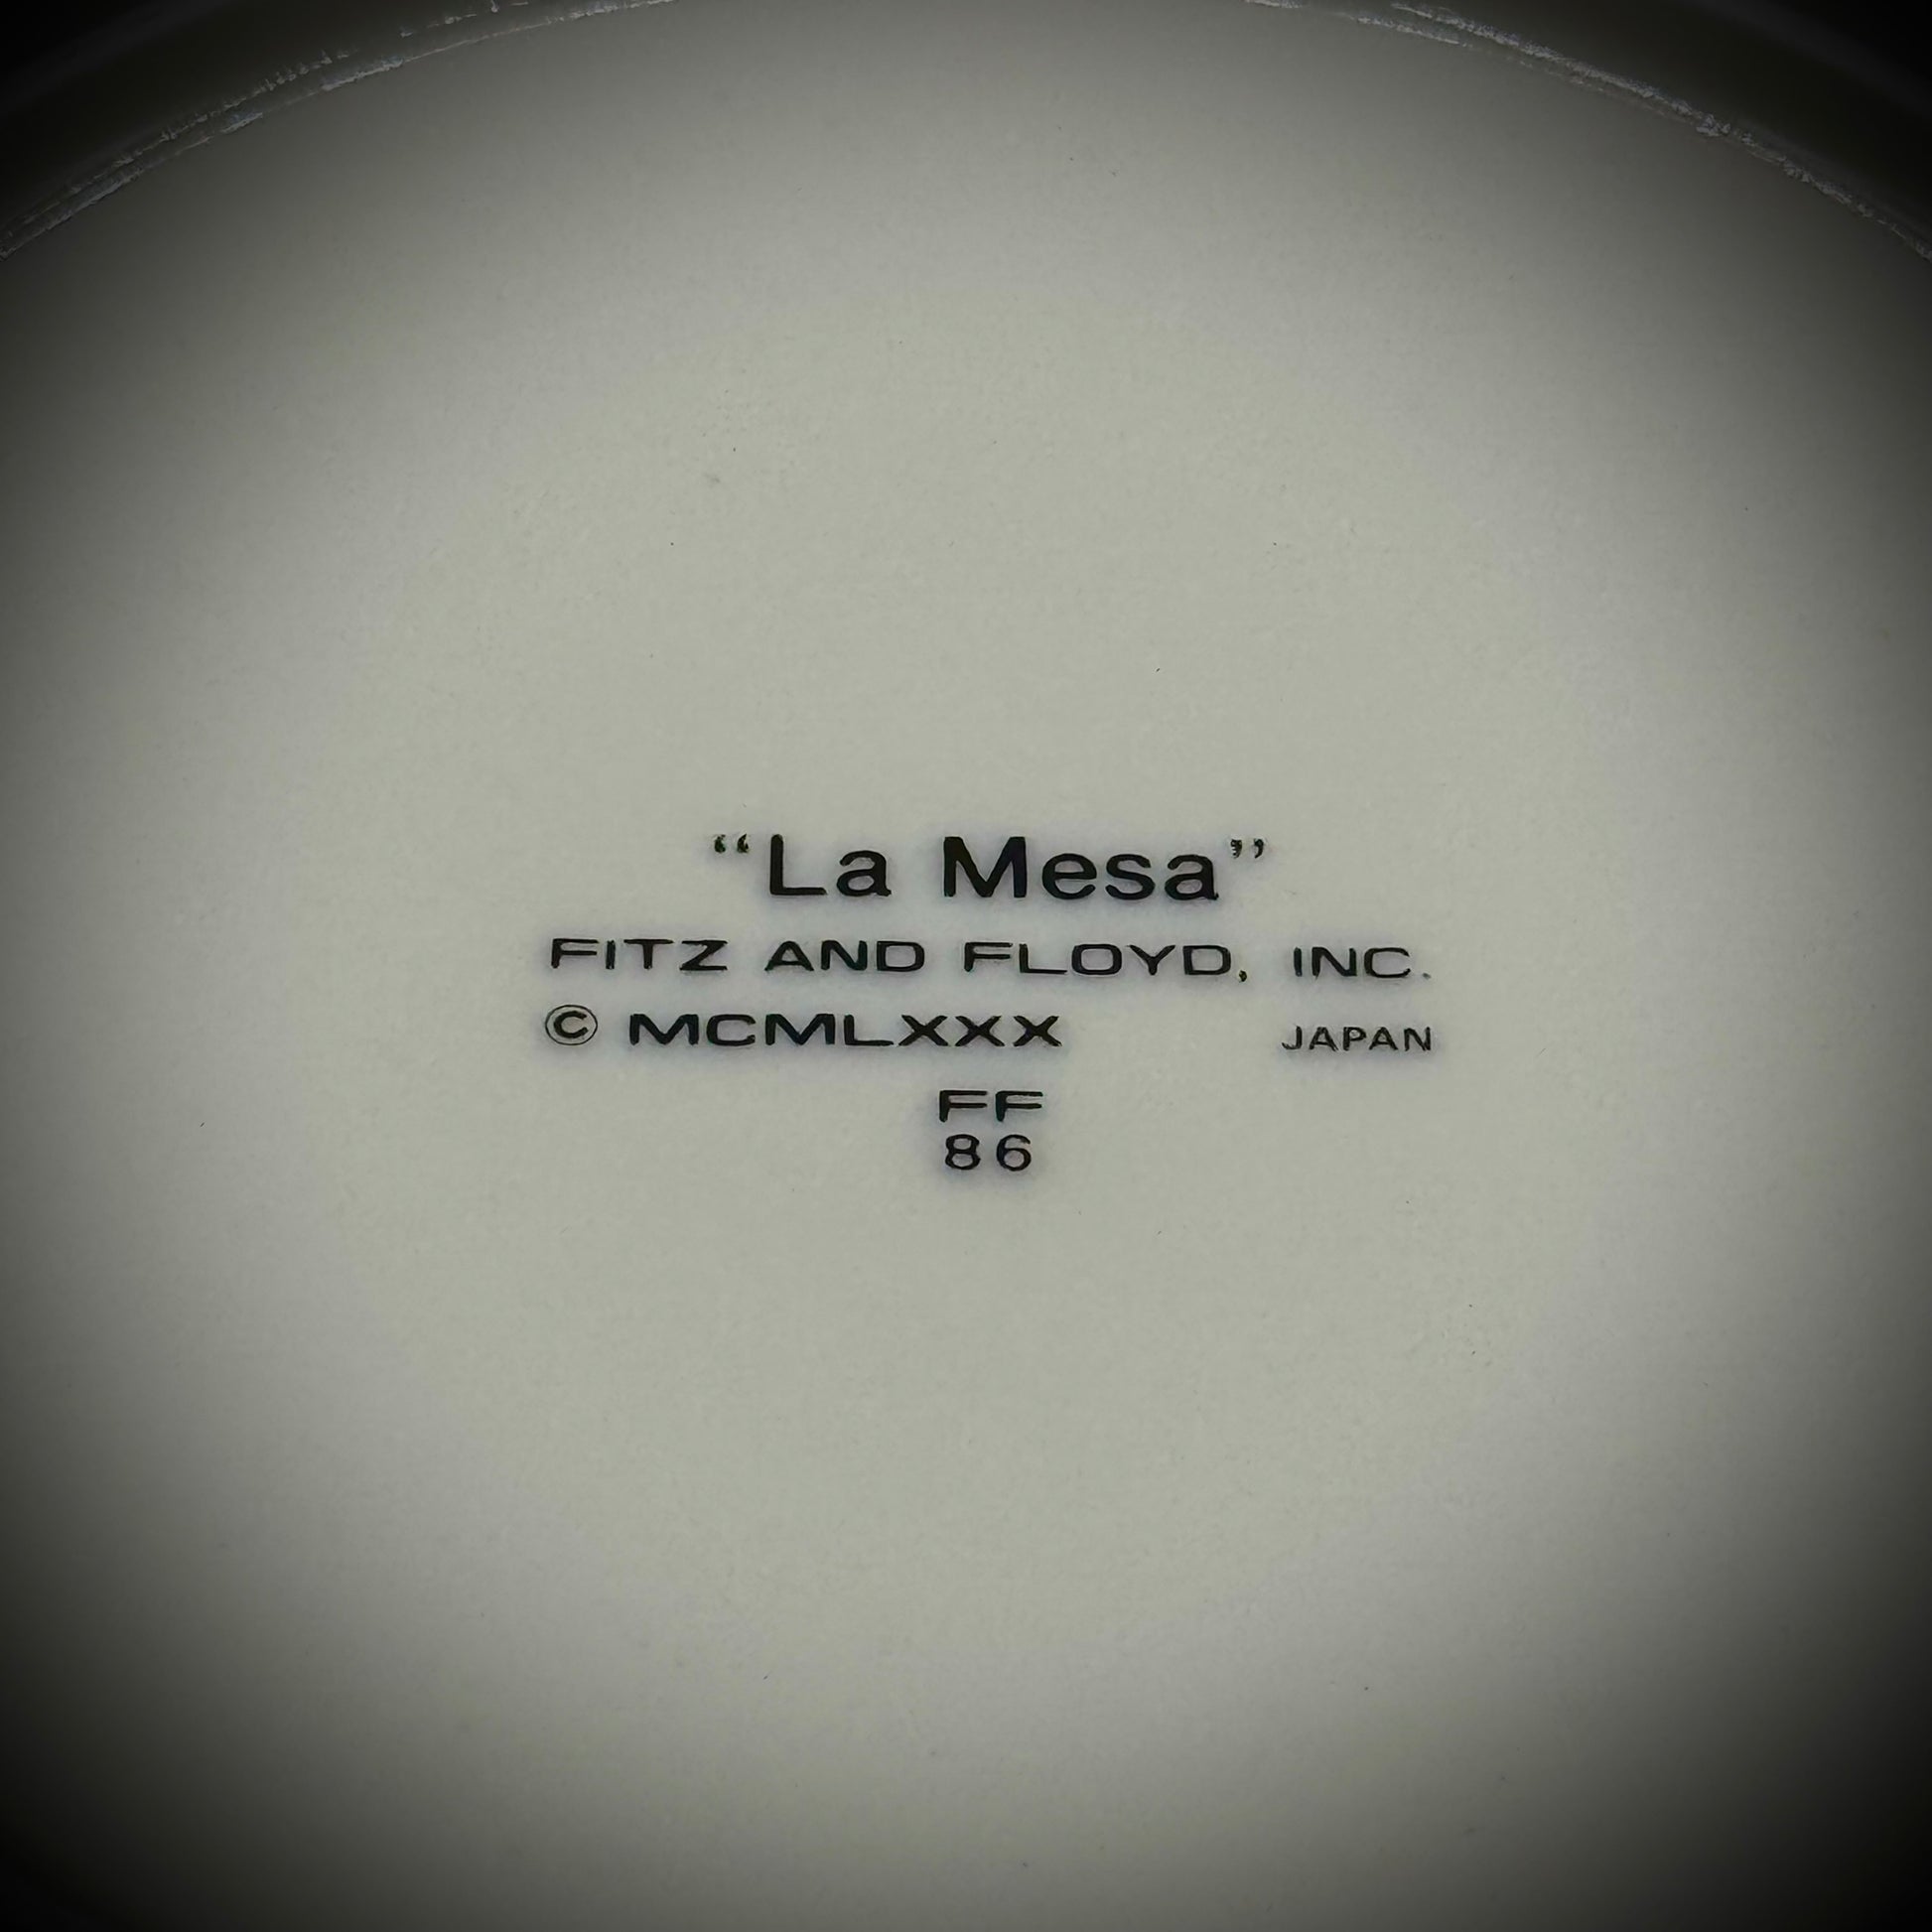 “La Mesa”
FITZ AND FLOYD, INC.
© MCMLXXX JAPAN
FF
86